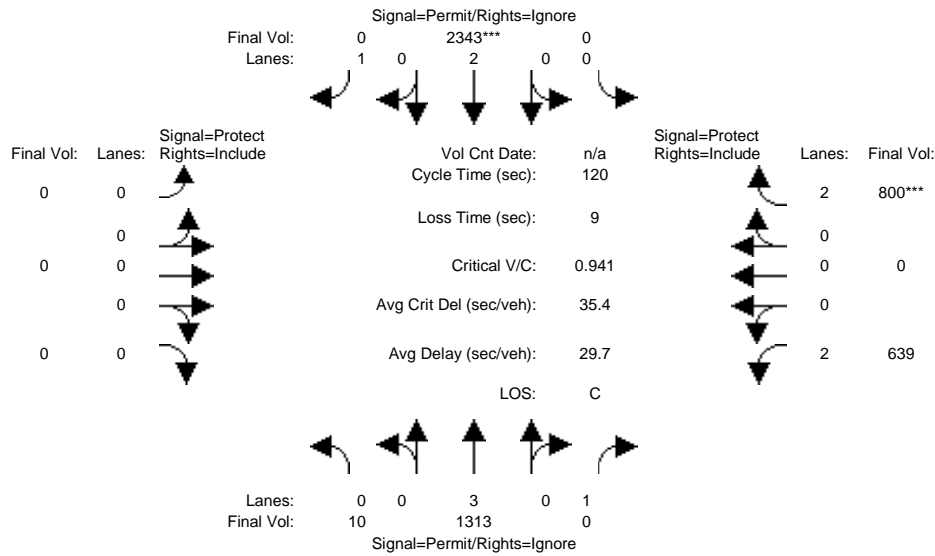 Signal=Permit/Rights=Ignore
Final Vol: 0 2343*** 0
Lanes: 1 0 2 0 0
Signal=Protect
Final Vol: Lanes: Rights=Include
Vol Cnt Date: n/a
Signal=Protect
Rights=Include Lanes: Final Vol:
Cycle Time (sec): 120
0 0
2 800***
Loss Time (sec): 9
0
0
0 0
Critical V/C: 0.941
0 0
0
Avg Crit Del (sec/veh): 35.4
0
0 0
Avg Delay (sec/veh): 29.7
2 639
LOS: C
Lanes: 0 0 3 0 1
Final Vol: 10 1313 0
Signal=Permit/Rights=Ignore